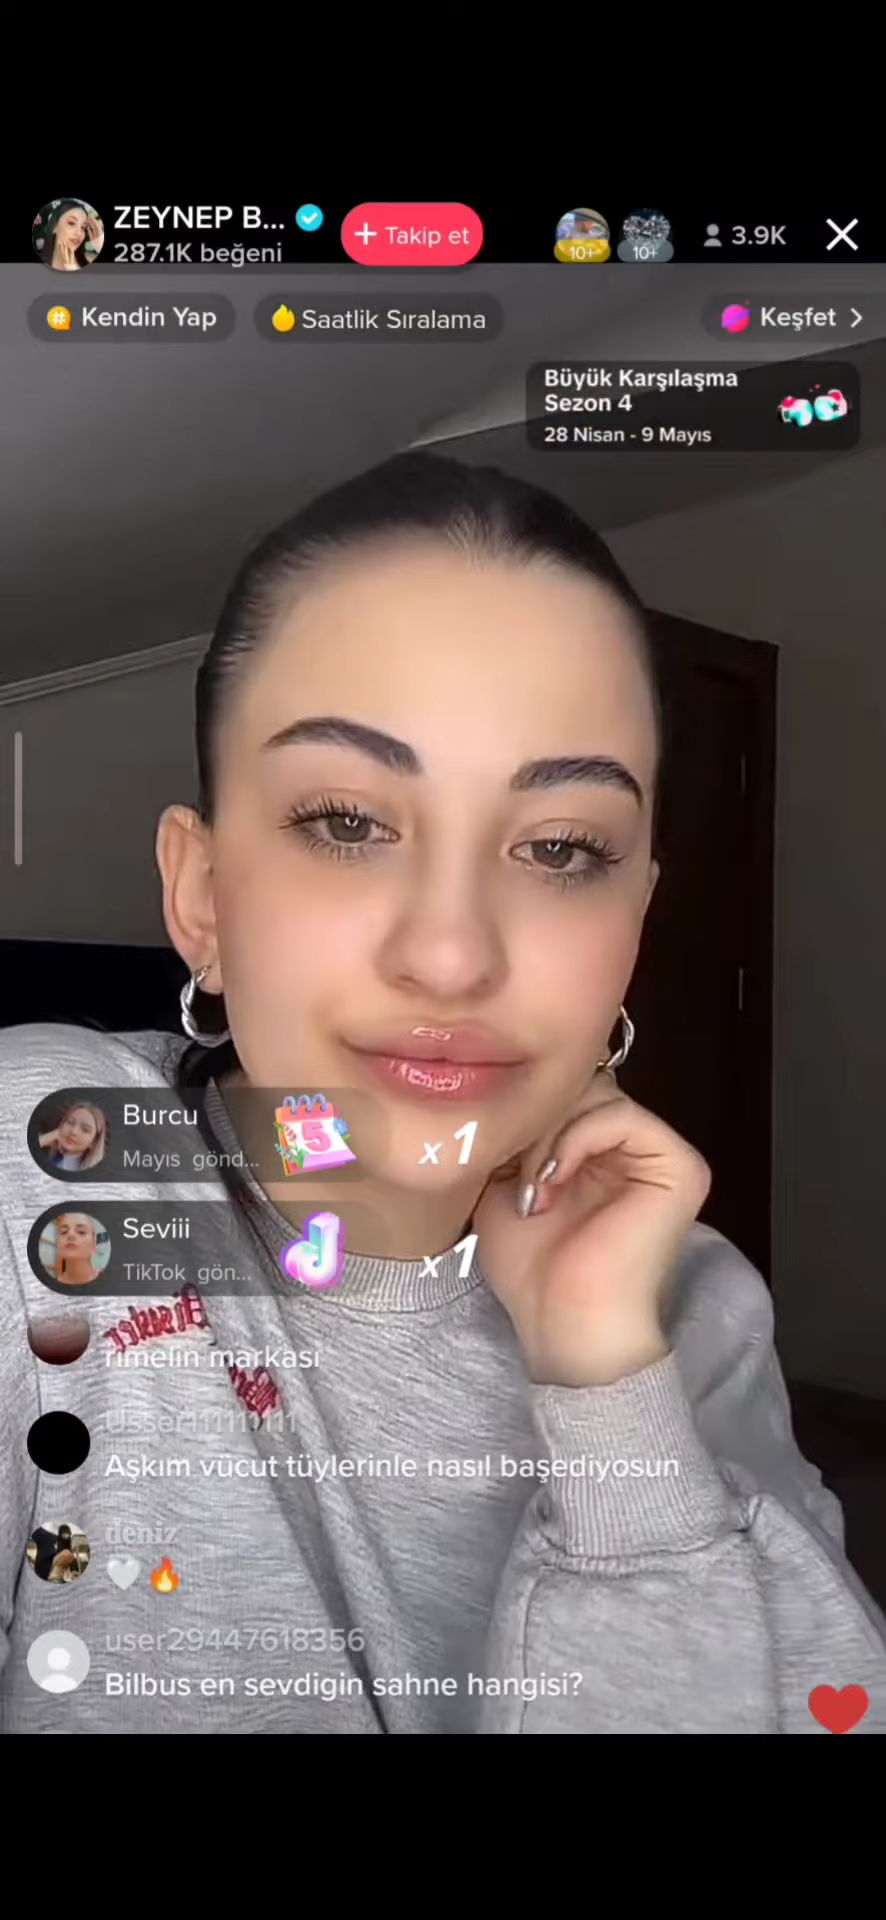 ZEYNEP B...
287.1K beğeni
+ Takip et
10+
10+
3.9K
Kendin Yap
Saatlik Sıralama
Keşfet >
Büyük Karşılaşma
Sezon 4
28 Nisan - 9 Mayıs
Burcu
Mayıs gönd...
5
x1
Seviii
TikTok gön...
x1
rimelin markası
Aşkım vücut tüylerinle nasıl başediyosun
deniz
🤍🔥
user29447618356
Bilbus en sevdigin sahne hangisi?